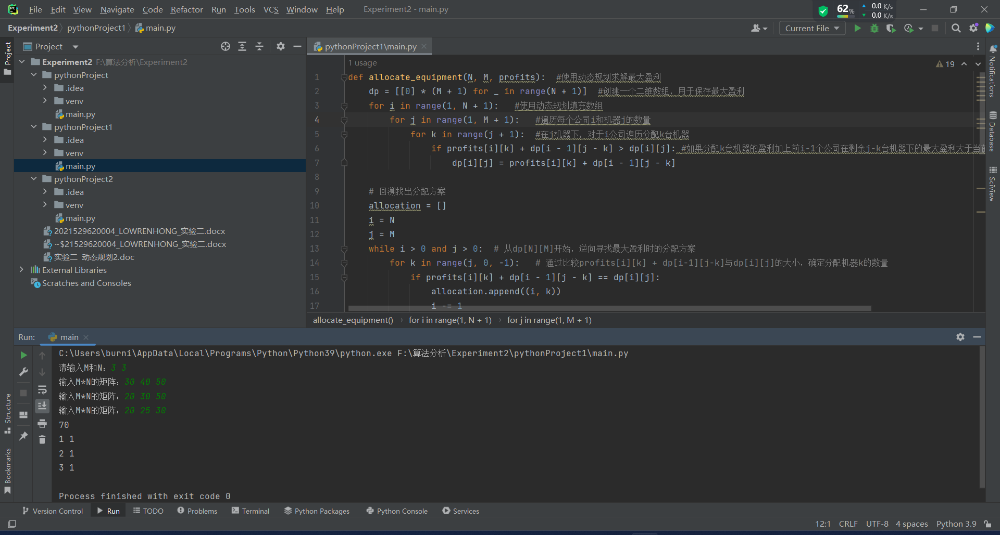 File Edit View Navigate Code Refactor Run Tools VCS Window Help Experiment2 - main.py
62% 0.0 K/s
0.0 K/s
Experiment2 pythonProject1 main.py
Current File
Project
Project
pythonProject1\main.py
Experiment2 F:\算法分析\Experiment2
pythonProject
.idea
venv
main.py
pythonProject1
.idea
venv
main.py
pythonProject2
.idea
venv
main.py
2021529620004_LOWRENHONG_实验二.docx
~$21529620004_LOWRENHONG_实验二.docx
实验二 动态规划2.doc
External Libraries
Scratches and Consoles
1 usage
19
1 def allocate_equipment(N, M, profits):  #使用动态规划求解最大盈利
2     dp = [[0] * (M + 1) for _ in range(N + 1)]  #创建一个二维数组，用于保存最大盈利
3     for i in range(1, N + 1):   #使用动态规划填充数组
4         for j in range(1, M + 1):   #遍历每个公司i和机器j的数量
5             for k in range(j + 1):  #在j机器下，对于i公司遍历分配k台机器
6                 if profits[i][k] + dp[i - 1][j - k] > dp[i][j]: #如果分配k台机器的盈利加上前i-1个公司在剩余j-k台机器下的最大盈利大于当前
7                     dp[i][j] = profits[i][k] + dp[i - 1][j - k]
8
9     # 回溯找出分配方案
10     allocation = []
11     i = N
12     j = M
13     while i > 0 and j > 0:  # 从dp[N][M]开始，逆向寻找最大盈利时的分配方案
14         for k in range(j, 0, -1):   # 通过比较profits[i][k] + dp[i-1][j-k]与dp[i][j]的大小，确定分配机器k的数量
15             if profits[i][k] + dp[i - 1][j - k] == dp[i][j]:
16                 allocation.append((i, k))
17                 i -= 1
allocate_equipment() › for i in range(1, N + 1) › for j in range(1, M + 1)
Notifications
Database
SciView
Run: main
C:\Users\burni\AppData\Local\Programs\Python\Python39\python.exe F:\算法分析\Experiment2\pythonProject1\main.py
请输入M和N：3 3
输入M*N的矩阵：30 40 50
输入M*N的矩阵：20 30 50
输入M*N的矩阵：20 25 30
70
1 1
2 1
3 1
Process finished with exit code 0
Structure
Bookmarks
Version Control Run TODO Problems Terminal Python Packages Python Console Services
12:1 CRLF UTF-8 4 spaces Python 3.9